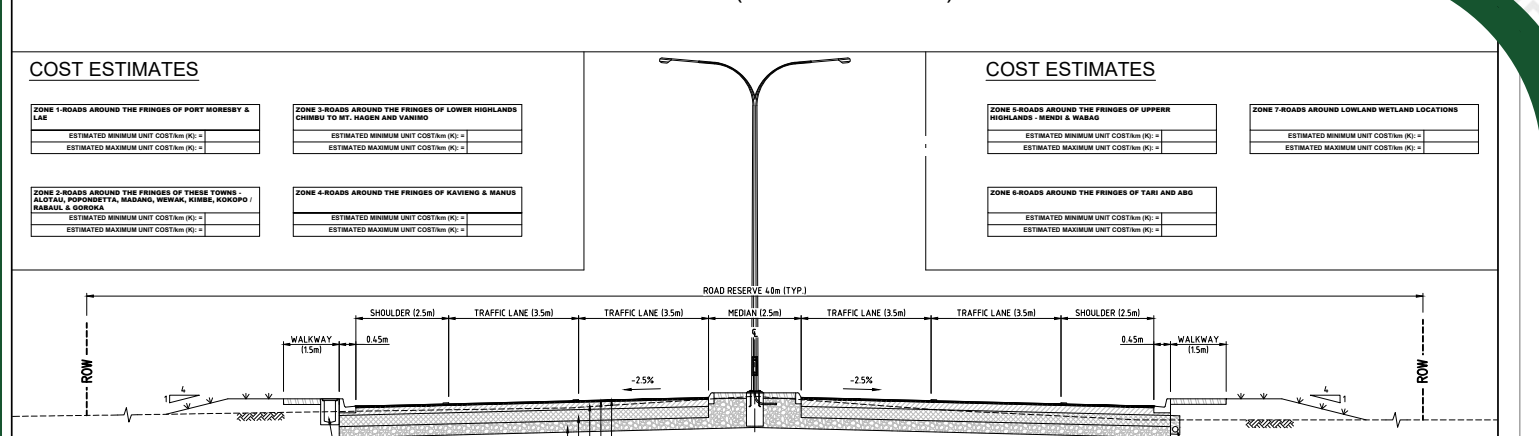 COST ESTIMATES
ZONE 1-ROADS AROUND THE FRINGES OF PORT MORESBY &
LAE
ESTIMATED MINIMUM UNIT COST/km (K): =
ESTIMATED MAXIMUM UNIT COST/km (K): =
ZONE 3-ROADS AROUND THE FRINGES OF LOWER HIGHLANDS
CHIMBU TO MT. HAGEN AND VANIMO
ESTIMATED MINIMUM UNIT COST/km (K): =
ESTIMATED MAXIMUM UNIT COST/km (K): =
ZONE 2-ROADS AROUND THE FRINGES OF THESE TOWNS -
ALOTAU, POPONDETTA, MADANG, WEWAK, KIMBE, KOKOPO /
RABAUL & GOROKA
ESTIMATED MINIMUM UNIT COST/km (K): =
ESTIMATED MAXIMUM UNIT COST/km (K): =
ZONE 4-ROADS AROUND THE FRINGES OF KAVIENG & MANUS
ESTIMATED MINIMUM UNIT COST/km (K): =
ESTIMATED MAXIMUM UNIT COST/km (K): =
COST ESTIMATES
ZONE 5-ROADS AROUND THE FRINGES OF UPPERR
HIGHLANDS - MENDI & WABAG
ESTIMATED MINIMUM UNIT COST/km (K): =
ESTIMATED MAXIMUM UNIT COST/km (K): =
ZONE 7-ROADS AROUND LOWLAND WETLAND LOCATIONS
ESTIMATED MINIMUM UNIT COST/km (K): =
ESTIMATED MAXIMUM UNIT COST/km (K): =
ZONE 6-ROADS AROUND THE FRINGES OF TARI AND ABG
ESTIMATED MINIMUM UNIT COST/km (K): =
ESTIMATED MAXIMUM UNIT COST/km (K): =
ROAD RESERVE 40m (TYP.)
SHOULDER (2.5m) TRAFFIC LANE (3.5m) TRAFFIC LANE (3.5m) MEDIAN (2.5m) TRAFFIC LANE (3.5m) TRAFFIC LANE (3.5m) SHOULDER (2.5m)
WALKWAY
(1.5m)
0.45m
0.45m
WALKWAY
(1.5m)
ROW
ROW
-2.5%
-2.5%
4
1
4
1